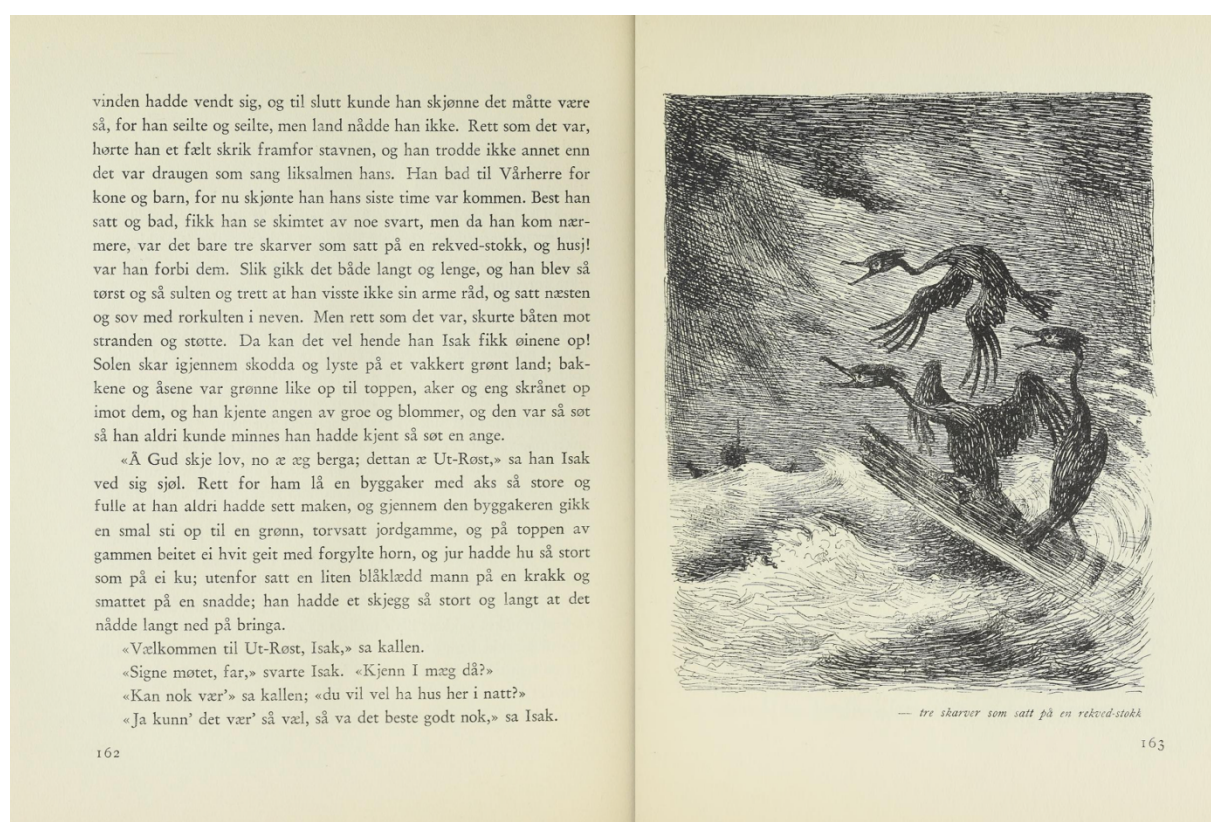 vinden hadde vendt sig, og til slutt kunde han skjønne det måtte være
så, for han seilte og seilte, men land nådde han ikke. Rett som det var,
hørte han et fælt skrik framfor stavnen, og han trodde ikke annet enn
det var draugen som sang liksalmen hans. Han bad til Vårherre for
kone og barn, for nu skjønte han hans siste time var kommen. Best han
satt og bad, fikk han se skimtet av noe svart, men da han kom nær-
mere, var det bare tre skarver som satt på en rekved-stokk, og husj!
var han forbi dem. Slik gikk det både langt og lenge, og han blev så
tørst og så sulten og trett at han visste ikke sin arme råd, og satt næsten
og sov med rorkulten i neven. Men rett som det var, skurte båten mot
stranden og støtte. Da kan det vel hende han Isak fikk øinene op!
Solen skar igjennem skodda og lyste på et vakkert grønt land; bak-
kene og åsene var grønne like op til toppen, aker og eng skrånet op
imot dem, og han kjente angen av groe og blommer, og den var så søt
så han aldri kunde minnes han hadde kjent så søt en ange.
«Å Gud skje lov, no æ æg berga; dettan æ Ut-Røst,» sa han Isak
ved sig sjøl. Rett for ham lå en byggaker med aks så store og
fulle at han aldri hadde sett maken, og gjennem den byggakeren gikk
en smal sti op til en grønn, torvsatt jordgamme, og på toppen av
gammen beitet ei hvit geit med forgylte horn, og jur hadde hu så stort
som på ei ku; utenfor satt en liten blåklædd mann på en krakk og
smattet på en snadde; han hadde et skjegg så stort og langt at det
nådde langt ned på bringa.
«Vælkommen til Ut-Røst, Isak,» sa kallen.
«Signe møtet, far,» svarte Isak. «Kjenn I mæg då?»
«Kan nok vær'» sa kallen; «du vil vel ha hus her i natt?»
«Ja kunn' det vær' så væl, så va det beste godt nok,» sa Isak.
162
— tre skarver som satt på en rekved-stokk
163